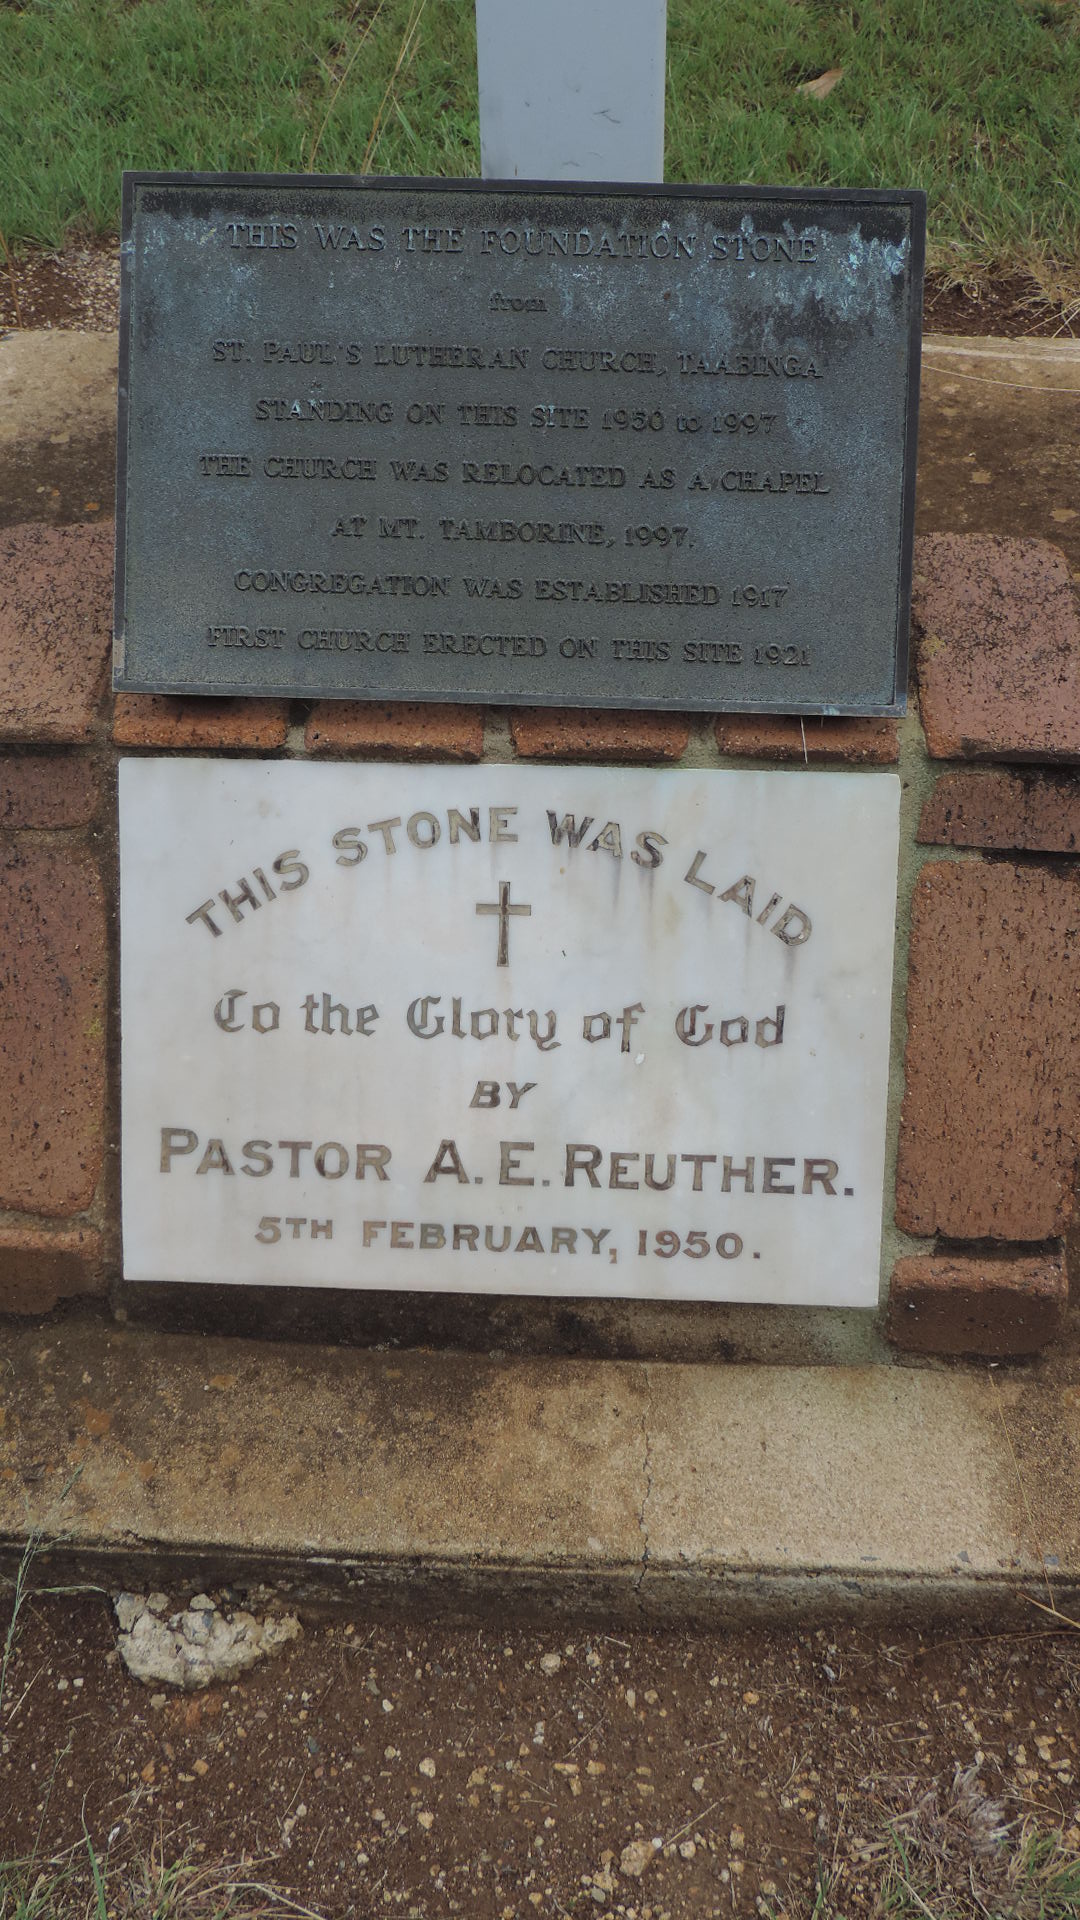 THIS WAS THE FOUNDATION STONE
from
ST. PAUL'S LUTHERAN CHURCH, TAABINGA
STANDING ON THIS SITE 1950 to 1997
THE CHURCH WAS RELOCATED AS A CHAPEL
AT MT. TAMBORINE, 1997.
CONGREGATION WAS ESTABLISHED 1917
FIRST CHURCH ERECTED ON THIS SITE 1921
THIS STONE WAS LAID
To the Glory of God
BY
PASTOR A.E. REUTHER.
5TH FEBRUARY, 1950.